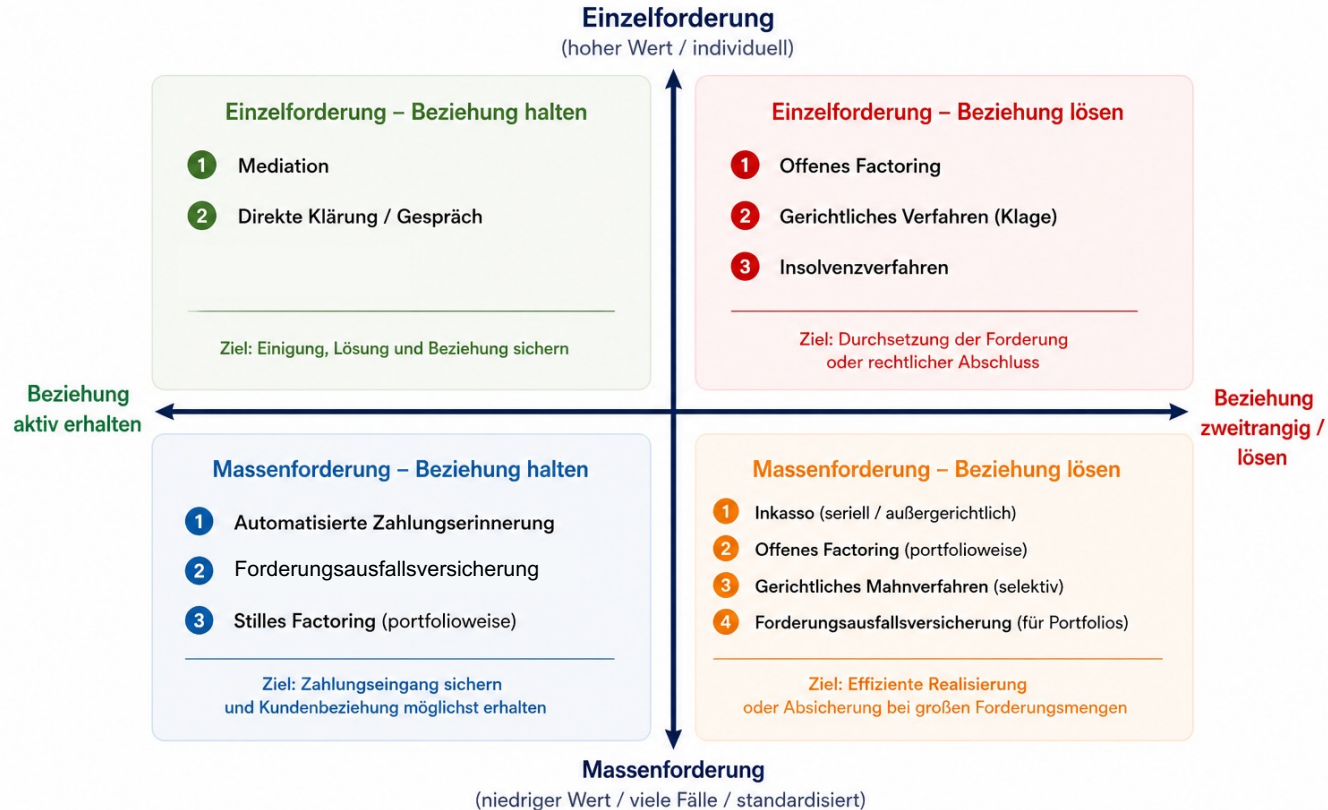 Einzelforderung
(hoher Wert / individuell)
Einzelforderung – Beziehung halten
1 Mediation
2 Direkte Klärung / Gespräch
Ziel: Einigung, Lösung und Beziehung sichern
Einzelforderung – Beziehung lösen
1 Offenes Factoring
2 Gerichtliches Verfahren (Klage)
3 Insolvenzverfahren
Ziel: Durchsetzung der Forderung
oder rechtlicher Abschluss
Beziehung
aktiv erhalten
Beziehung
zweitrangig /
lösen
Massenforderung – Beziehung halten
1 Automatisierte Zahlungserinnerung
2 Forderungsausfallsversicherung
3 Stilles Factoring (portfolioweise)
Ziel: Zahlungseingang sichern
und Kundenbeziehung möglichst erhalten
Massenforderung – Beziehung lösen
1 Inkasso (seriell / außergerichtlich)
2 Offenes Factoring (portfolioweise)
3 Gerichtliches Mahnverfahren (selektiv)
4 Forderungsausfallsversicherung (für Portfolios)
Ziel: Effiziente Realisierung
oder Absicherung bei großen Forderungsmengen
Massenforderung
(niedriger Wert / viele Fälle / standardisiert)